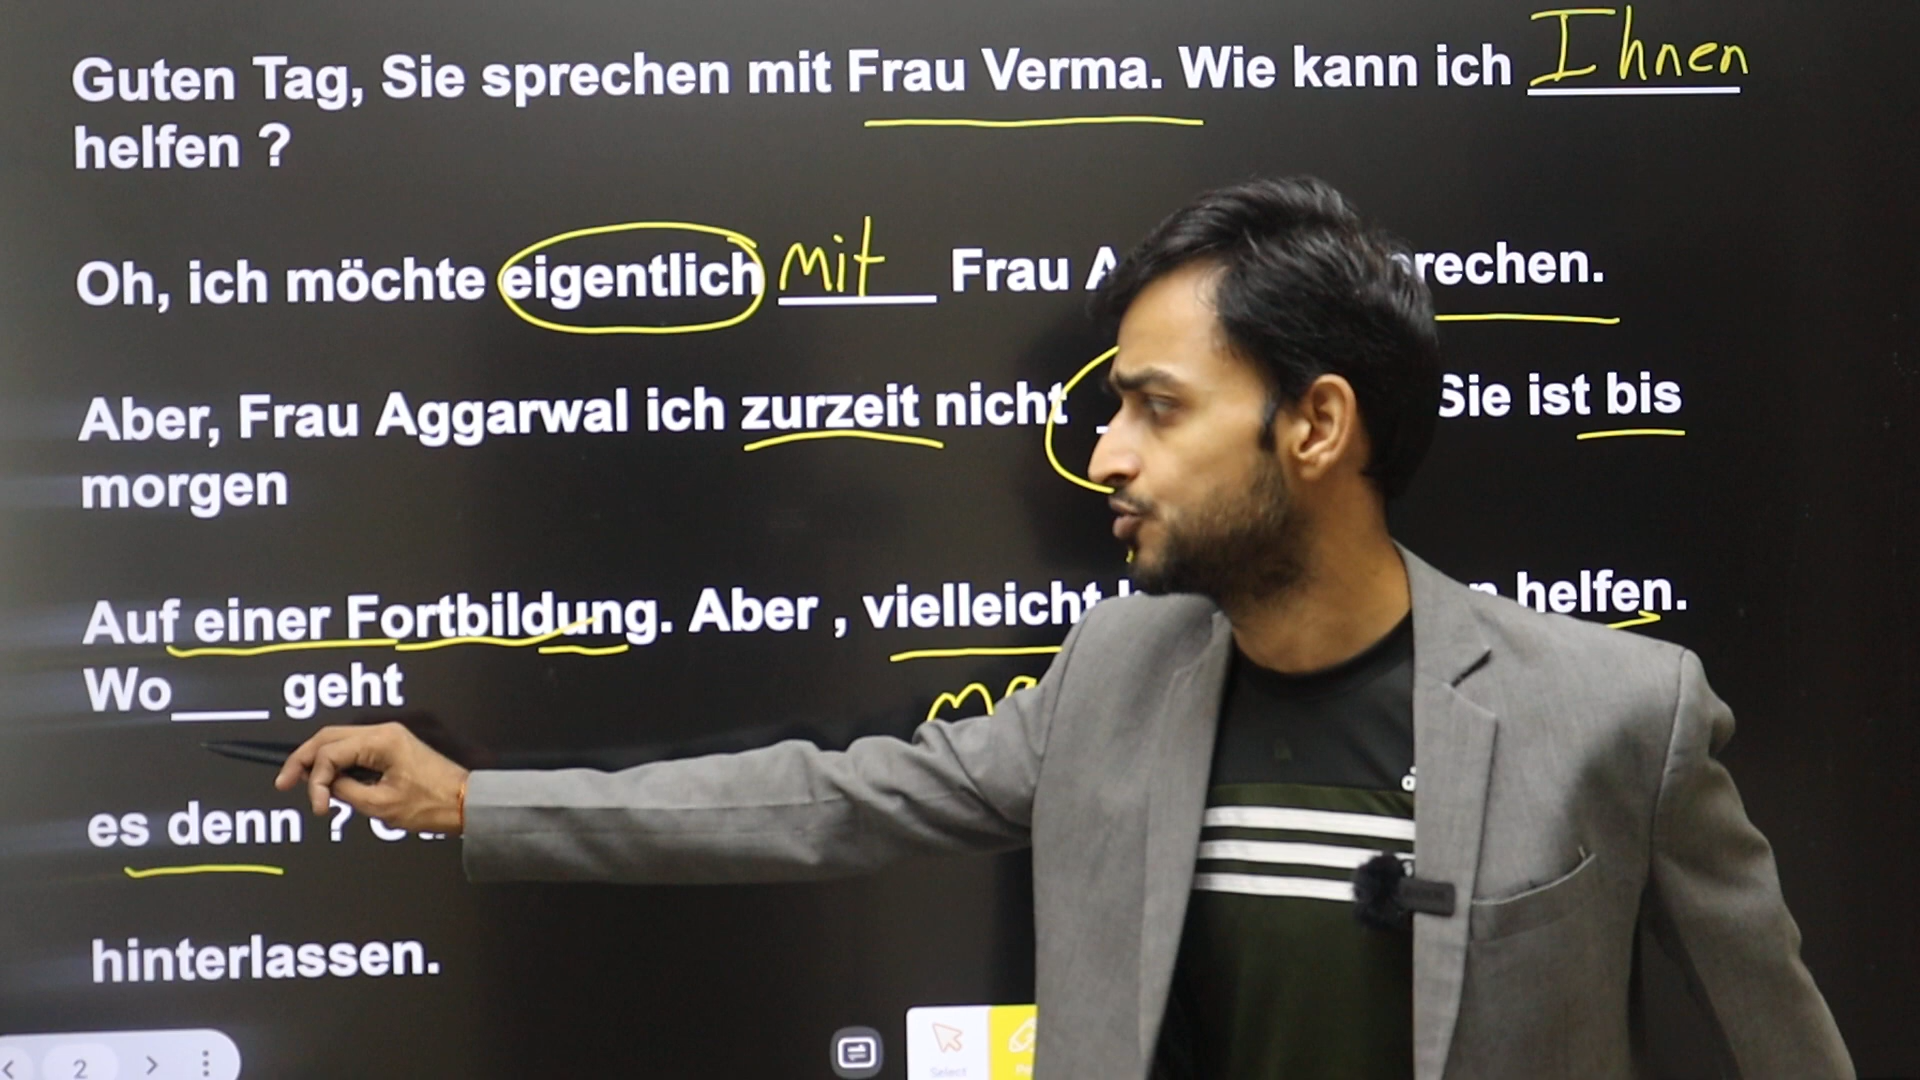 Guten Tag, Sie sprechen mit Frau Verma. Wie kann ich Ihnen
helfen ?
Oh, ich möchte eigentlich mit Frau
Aber, Frau Aggarwal ich zurzeit nicht Sie ist bis
morgen
Auf einer Fortbildung. Aber , vielleicht helfen.
Wo___ geht
es denn ?
hinterlassen.
2
Select